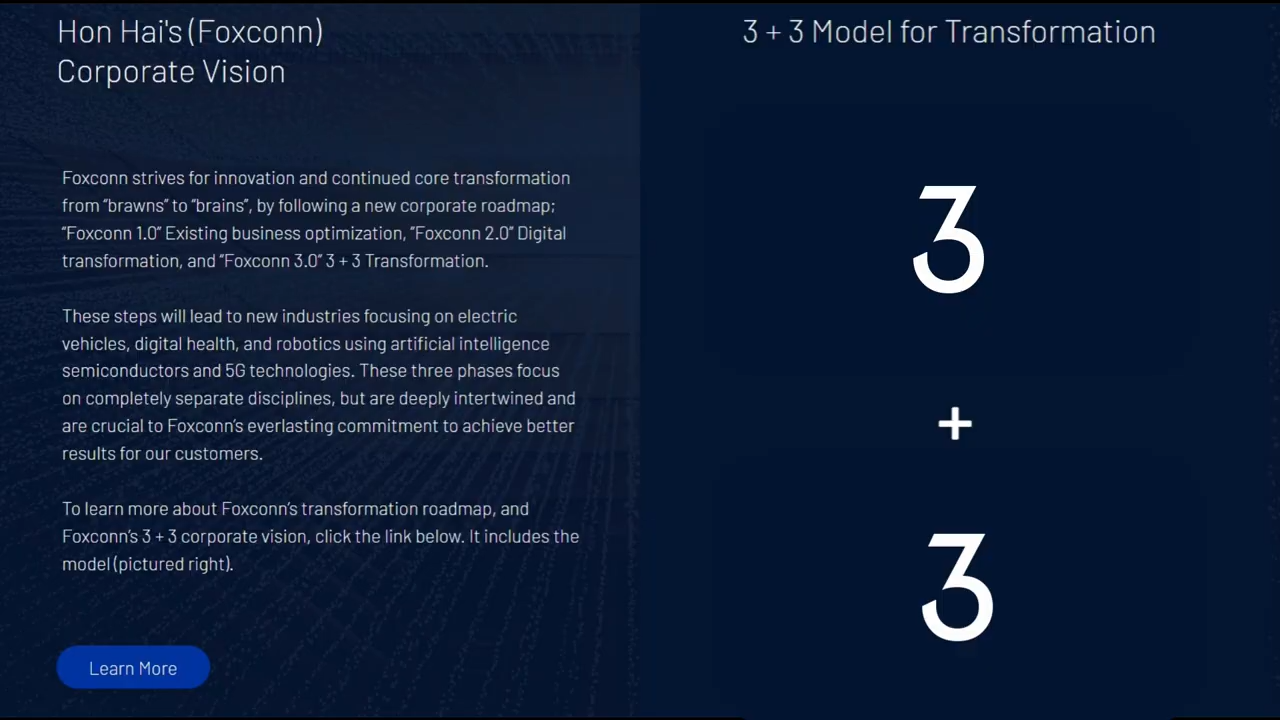 Hon Hai's (Foxconn)
Corporate Vision
Foxconn strives for innovation and continued core transformation
from “brawns” to “brains”, by following a new corporate roadmap;
“Foxconn 1.0” Existing business optimization, “Foxconn 2.0” Digital
transformation, and “Foxconn 3.0” 3 + 3 Transformation.
These steps will lead to new industries focusing on electric
vehicles, digital health, and robotics using artificial intelligence
semiconductors and 5G technologies. These three phases focus
on completely separate disciplines, but are deeply intertwined and
are crucial to Foxconn’s everlasting commitment to achieve better
results for our customers.
To learn more about Foxconn’s transformation roadmap, and
Foxconn’s 3 + 3 corporate vision, click the link below. It includes the
model (pictured right).
Learn More
3 + 3 Model for Transformation
3
+
3